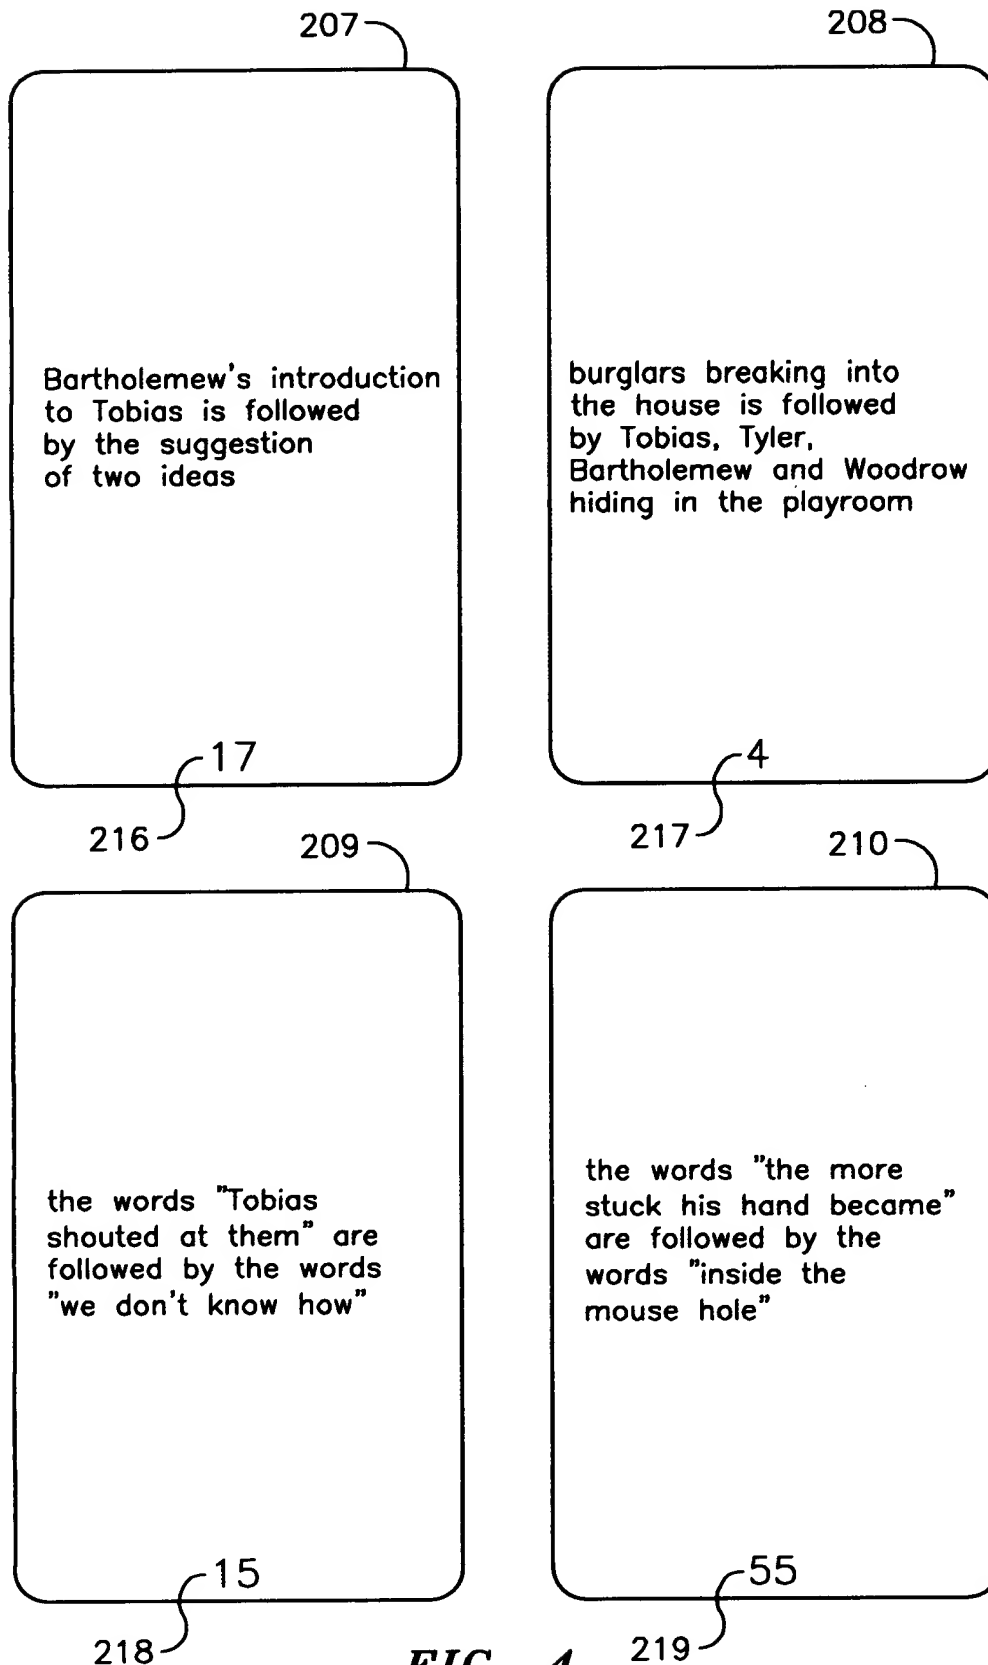 207
208
Bartholemew's introduction
to Tobias is followed
by the suggestion
of two ideas
burglars breaking into
the house is followed
by Tobias, Tyler,
Bartholemew and Woodrow
hiding in the playroom
17
4
216
217
209
210
the words "Tobias
shouted at them" are
followed by the words
"we don't know how"
the words "the more
stuck his hand became"
are followed by the
words "inside the
mouse hole"
15
55
218
219
FIG. 4